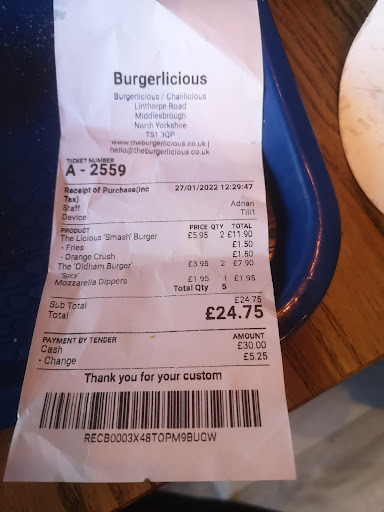 Burgerlicious
Burgerlicious / Chaiilicious
Linthorpe Road
Middlesbrough
North Yorkshire
TS1 3QP
www.theburgerlicious.co.uk |
hello@theburgerlicious.co.uk
TICKET NUMBER
A - 2559
Receipt of Purchase(Inc Tax) 27/01/2022 12:29:47
Staff Adnan
Device Till1
PRODUCT PRICE QTY TOTAL
The Licious 'Smash' Burger £5.95 2 £11.90
- Fries £1.50
- Orange Crush £1.50
The 'Oldham Burger' £3.95 2 £7.90
'Spicy'
Mozzarella Dippers £1.95 1 £1.95
Total Qty 5
Sub Total £24.75
Total £24.75
PAYMENT BY TENDER AMOUNT
Cash £30.00
- Change £5.25
Thank you for your custom
RECB0003X48TOPM9BUGW